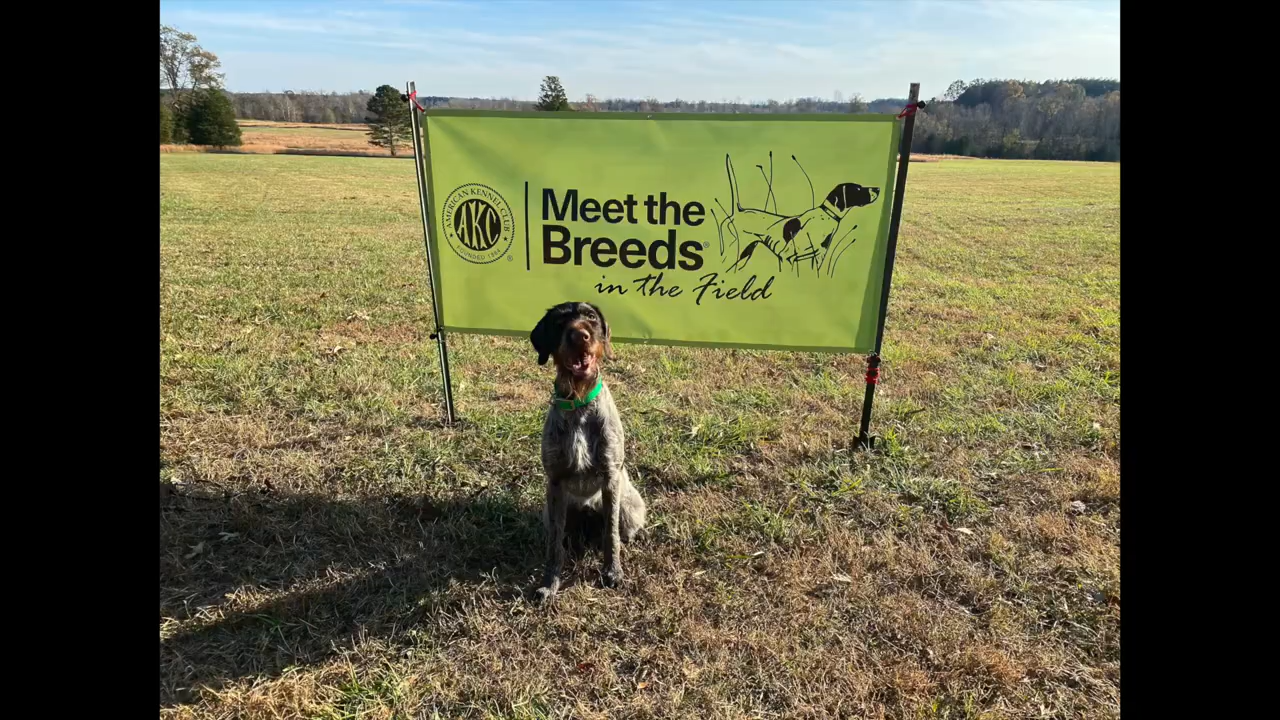 AMERICAN KENNEL CLUB
AKC
FOUNDED 1884
®
Meet the
Breeds®
in the Field